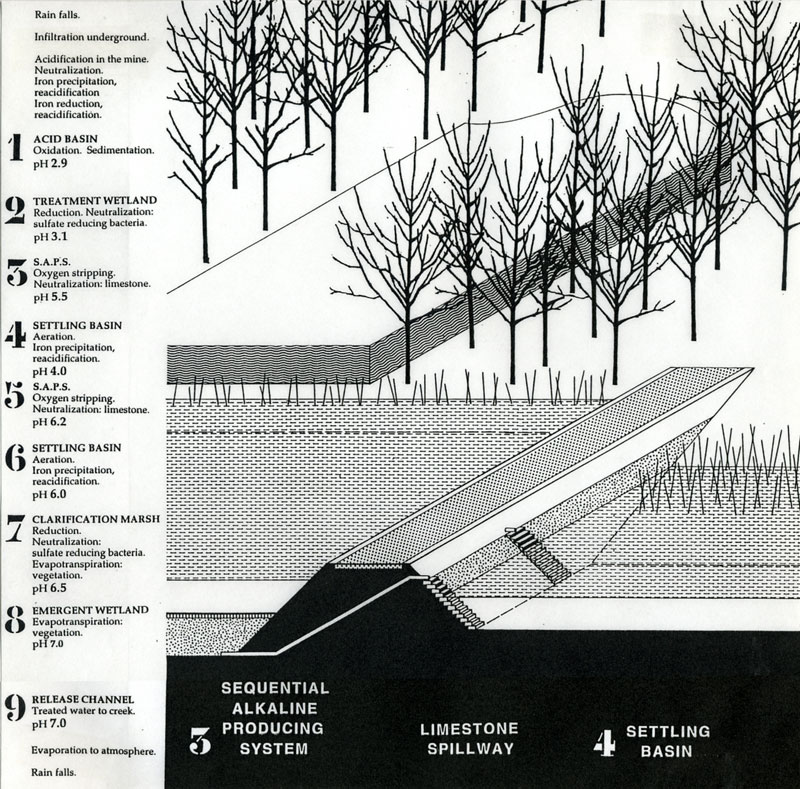 Rain falls.
Infiltration underground.
Acidification in the mine.
Neutralization.
Iron precipitation,
reacidification
Iron reduction,
reacidification.
1 ACID BASIN
Oxidation. Sedimentation.
pH 2.9
2 TREATMENT WETLAND
Reduction. Neutralization:
sulfate reducing bacteria.
pH 3.1
3 S.A.P.S.
Oxygen stripping.
Neutralization: limestone.
pH 5.5
4 SETTLING BASIN
Aeration.
Iron precipitation,
reacidification.
pH 4.0
5 S.A.P.S.
Oxygen stripping.
Neutralization: limestone.
pH 6.2
6 SETTLING BASIN
Aeration.
Iron precipitation,
reacidification.
pH 6.0
7 CLARIFICATION MARSH
Reduction.
Neutralization:
sulfate reducing bacteria.
Evapotranspiration:
vegetation.
pH 6.5
8 EMERGENT WETLAND
Evapotranspiration:
vegetation.
pH 7.0
9 RELEASE CHANNEL
Treated water to creek.
pH 7.0
Evaporation to atmosphere.
Rain falls.
3 SEQUENTIAL
ALKALINE
PRODUCING
SYSTEM
LIMESTONE
SPILLWAY
4 SETTLING
BASIN